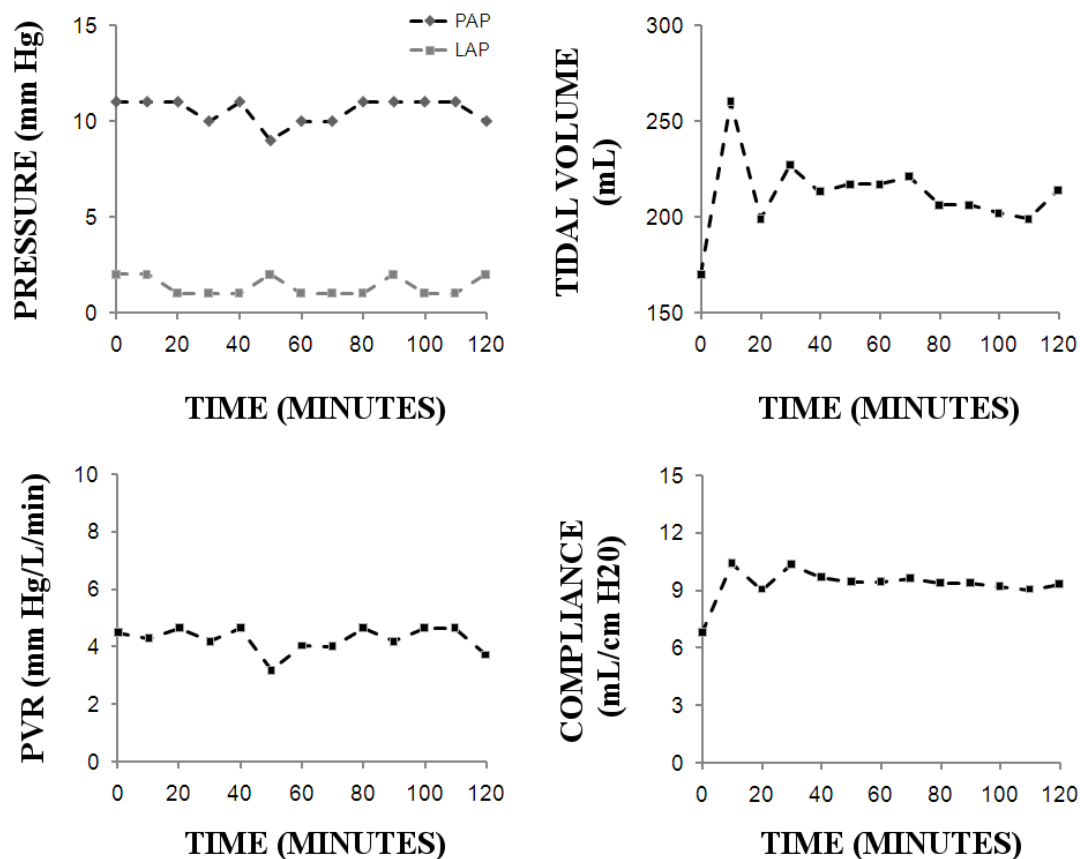 PRESSURE (mm Hg)
15
10
5
0
PAP
LAP
0 20 40 60 80 100 120
TIME (MINUTES)
TIDAL VOLUME
(mL)
300
250
200
150
0 20 40 60 80 100 120
TIME (MINUTES)
PVR (mm Hg/L/min)
10
8
6
4
2
0
0 20 40 60 80 100 120
TIME (MINUTES)
COMPLIANCE
(mL/cm H20)
15
12
9
6
3
0
0 20 40 60 80 100 120
TIME (MINUTES)